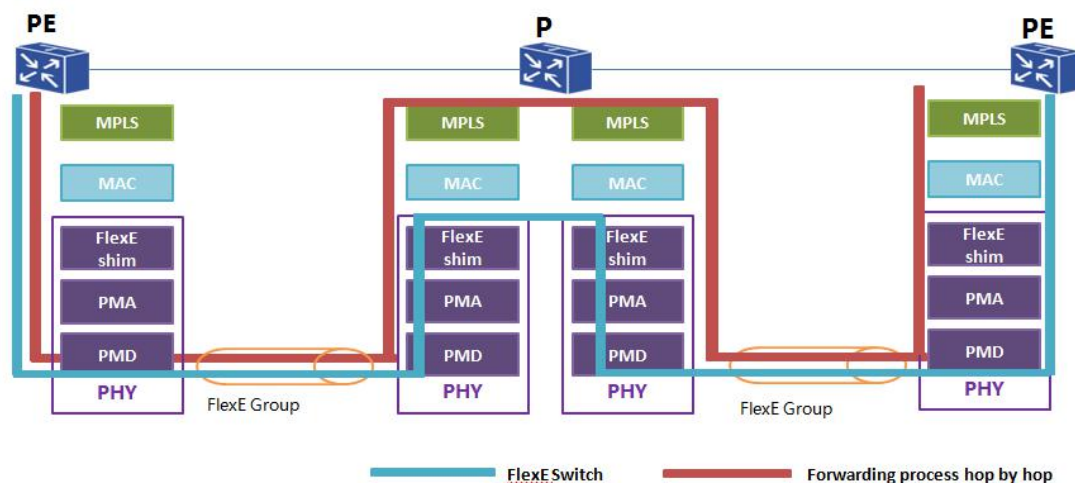 PE
P
PE
MPLS
MPLS
MPLS
MPLS
MAC
MAC
MAC
MAC
FlexE
shim
FlexE
shim
FlexE
shim
FlexE
shim
PMA
PMA
PMA
PMA
PMD
PMD
PMD
PMD
PHY
PHY
PHY
PHY
FlexE Group
FlexE Group
FlexE Switch
Forwarding process hop by hop